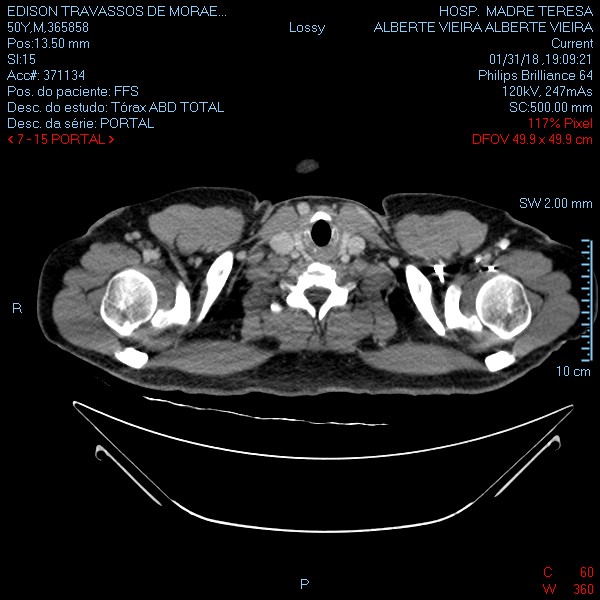 EDISON TRAVASSOS DE MORAE...
50Y,M,365858
Pos:13.50 mm
SI:15
Acc#: 371134
Pos. do paciente: FFS
Desc. do estudo: Tórax ABD TOTAL
Desc. da série: PORTAL
< 7 - 15 PORTAL >
Lossy
HOSP. MADRE TERESA
ALBERTE VIEIRA ALBERTE VIEIRA
Current
01/31/18 ,19:09:21
Philips Brilliance 64
120kV, 247mAs
SC:500.00 mm
117% Pixel
DFOV 49.9 x 49.9 cm
SW 2.00 mm
R
10 cm
P
C 60
W 360